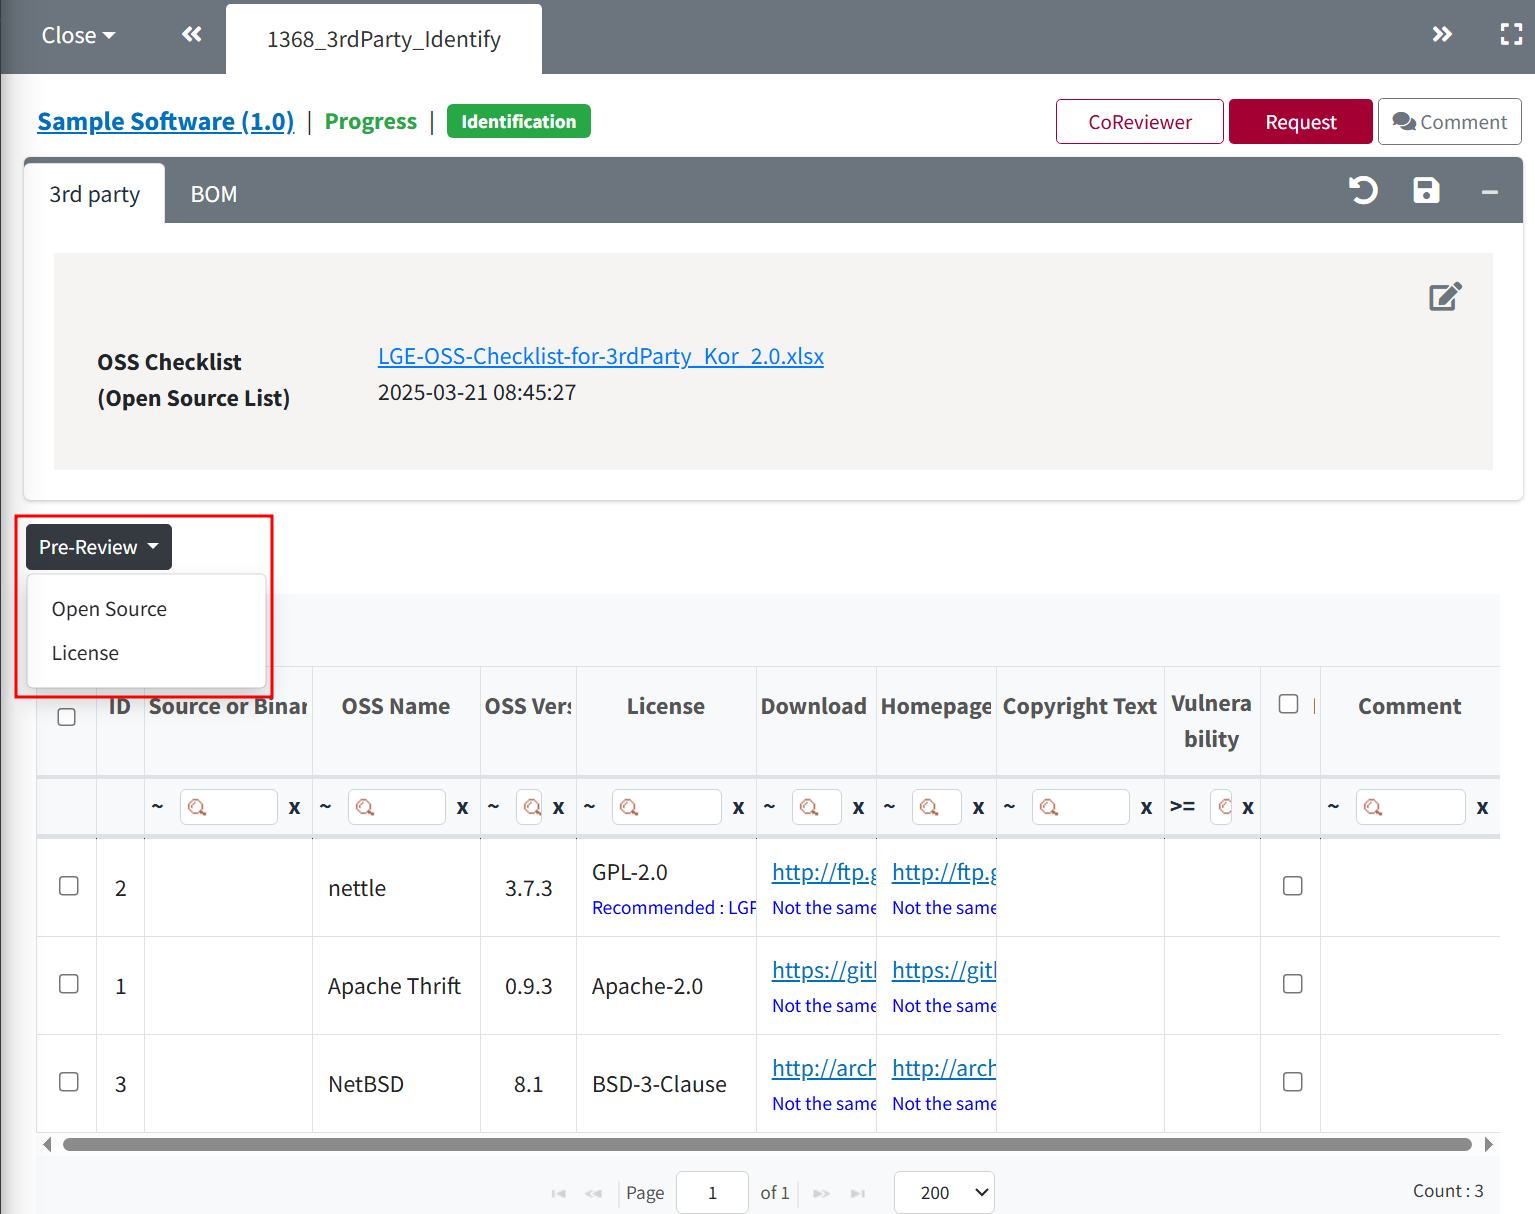 Close
1368_3rdParty_Identify
Sample Software (1.0) | Progress | Identification
CoReviewer
Request
Comment
3rd party
BOM
OSS Checklist
(Open Source List)
LGE-OSS-Checklist-for-3rdParty_Kor_2.0.xlsx
2025-03-21 08:45:27
Pre-Review
Open Source
License
ID Source or Binar OSS Name OSS Vers License Download Homepage Copyright Text Vulnera
bility Comment
~ x ~ x ~ x ~ x ~ x ~ x ~ x >= x ~ x
2 nettle 3.7.3 GPL-2.0 http://ftp.g http://ftp.g
Recommended : LGP Not the same Not the same
1 Apache Thrift 0.9.3 Apache-2.0 https://gitl https://gitl
Not the same Not the same
3 NetBSD 8.1 BSD-3-Clause http://arch http://arch
Not the same Not the same
Page 1 of 1 200 Count : 3